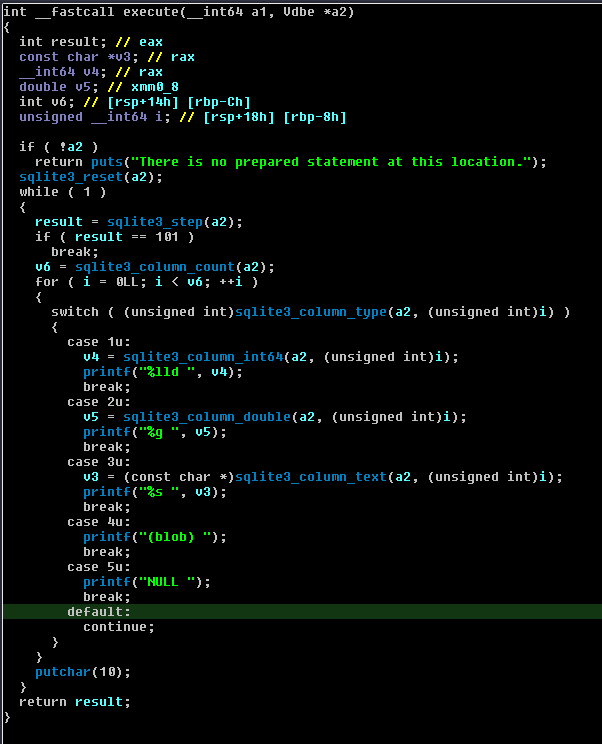 int __fastcall execute(__int64 a1, Vdbe *a2)
{
  int result; // eax
  const char *v3; // rax
  __int64 v4; // rax
  double v5; // xmm0_8
  int v6; // [rsp+14h] [rbp-Ch]
  unsigned __int64 i; // [rsp+18h] [rbp-8h]

  if ( !a2 )
    return puts("There is no prepared statement at this location.");
  sqlite3_reset(a2);
  while ( 1 )
  {
    result = sqlite3_step(a2);
    if ( result == 101 )
      break;
    v6 = sqlite3_column_count(a2);
    for ( i = 0LL; i < v6; ++i )
    {
      switch ( (unsigned int)sqlite3_column_type(a2, (unsigned int)i) )
      {
        case 1u:
          v4 = sqlite3_column_int64(a2, (unsigned int)i);
          printf("%lld ", v4);
          break;
        case 2u:
          v5 = sqlite3_column_double(a2, (unsigned int)i);
          printf("%g ", v5);
          break;
        case 3u:
          v3 = (const char *)sqlite3_column_text(a2, (unsigned int)i);
          printf("%s ", v3);
          break;
        case 4u:
          printf("(blob) ");
          break;
        case 5u:
          printf("NULL ");
          break;
        default:
          continue;
      }
    }
    putchar(10);
  }
  return result;
}